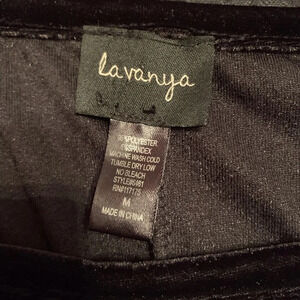 lavanya
POLYESTER
SPANDEX
MACHINE WASH COLD
TUMBLE DRY LOW
NO BLEACH
M
MADE IN CHINA